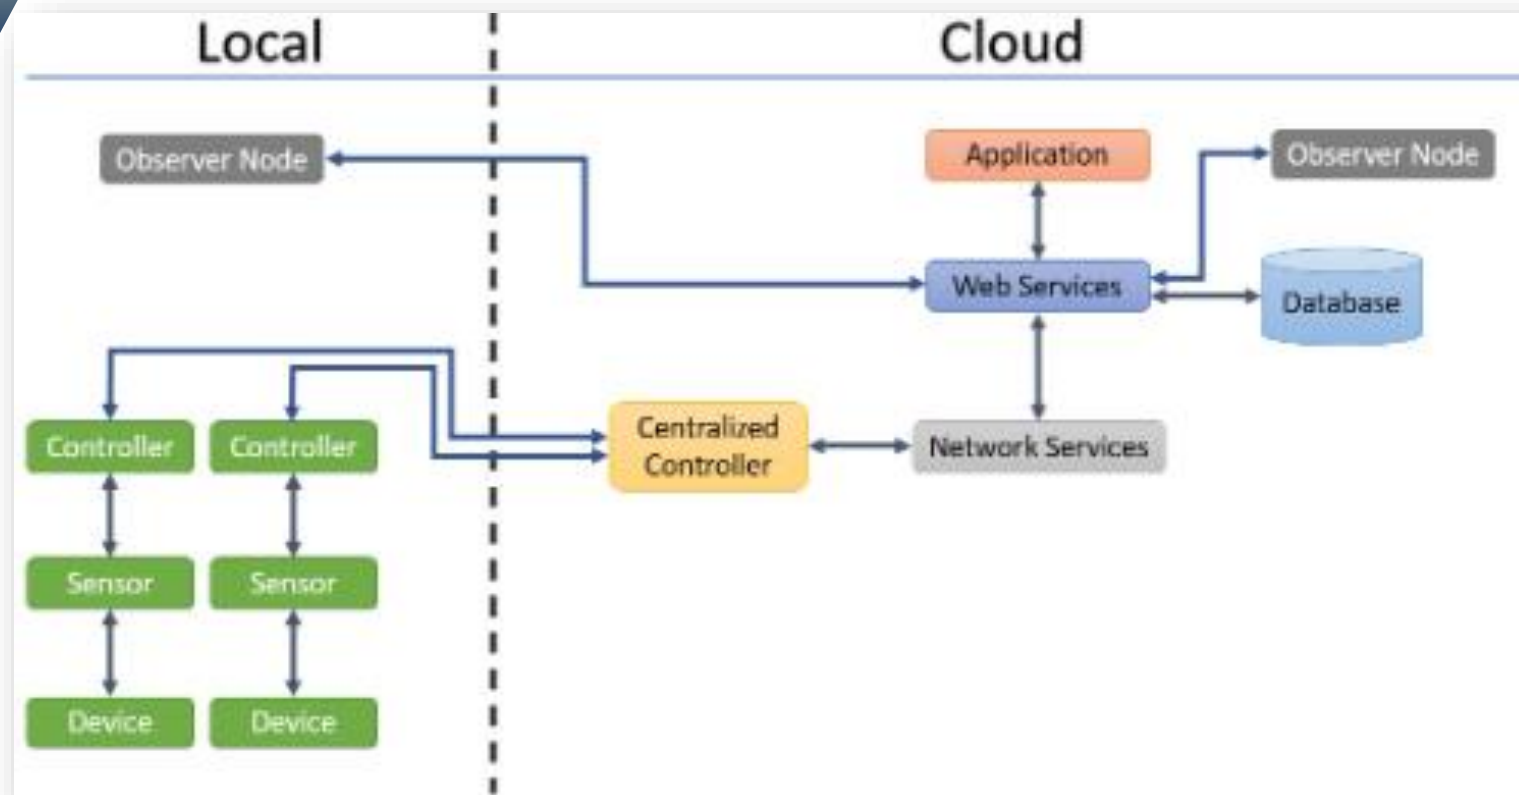 Local
Cloud
Observer Node
Application
Observer Node
Web Services
Database
Controller
Controller
Centralized
Controller
Network Services
Sensor
Sensor
Device
Device